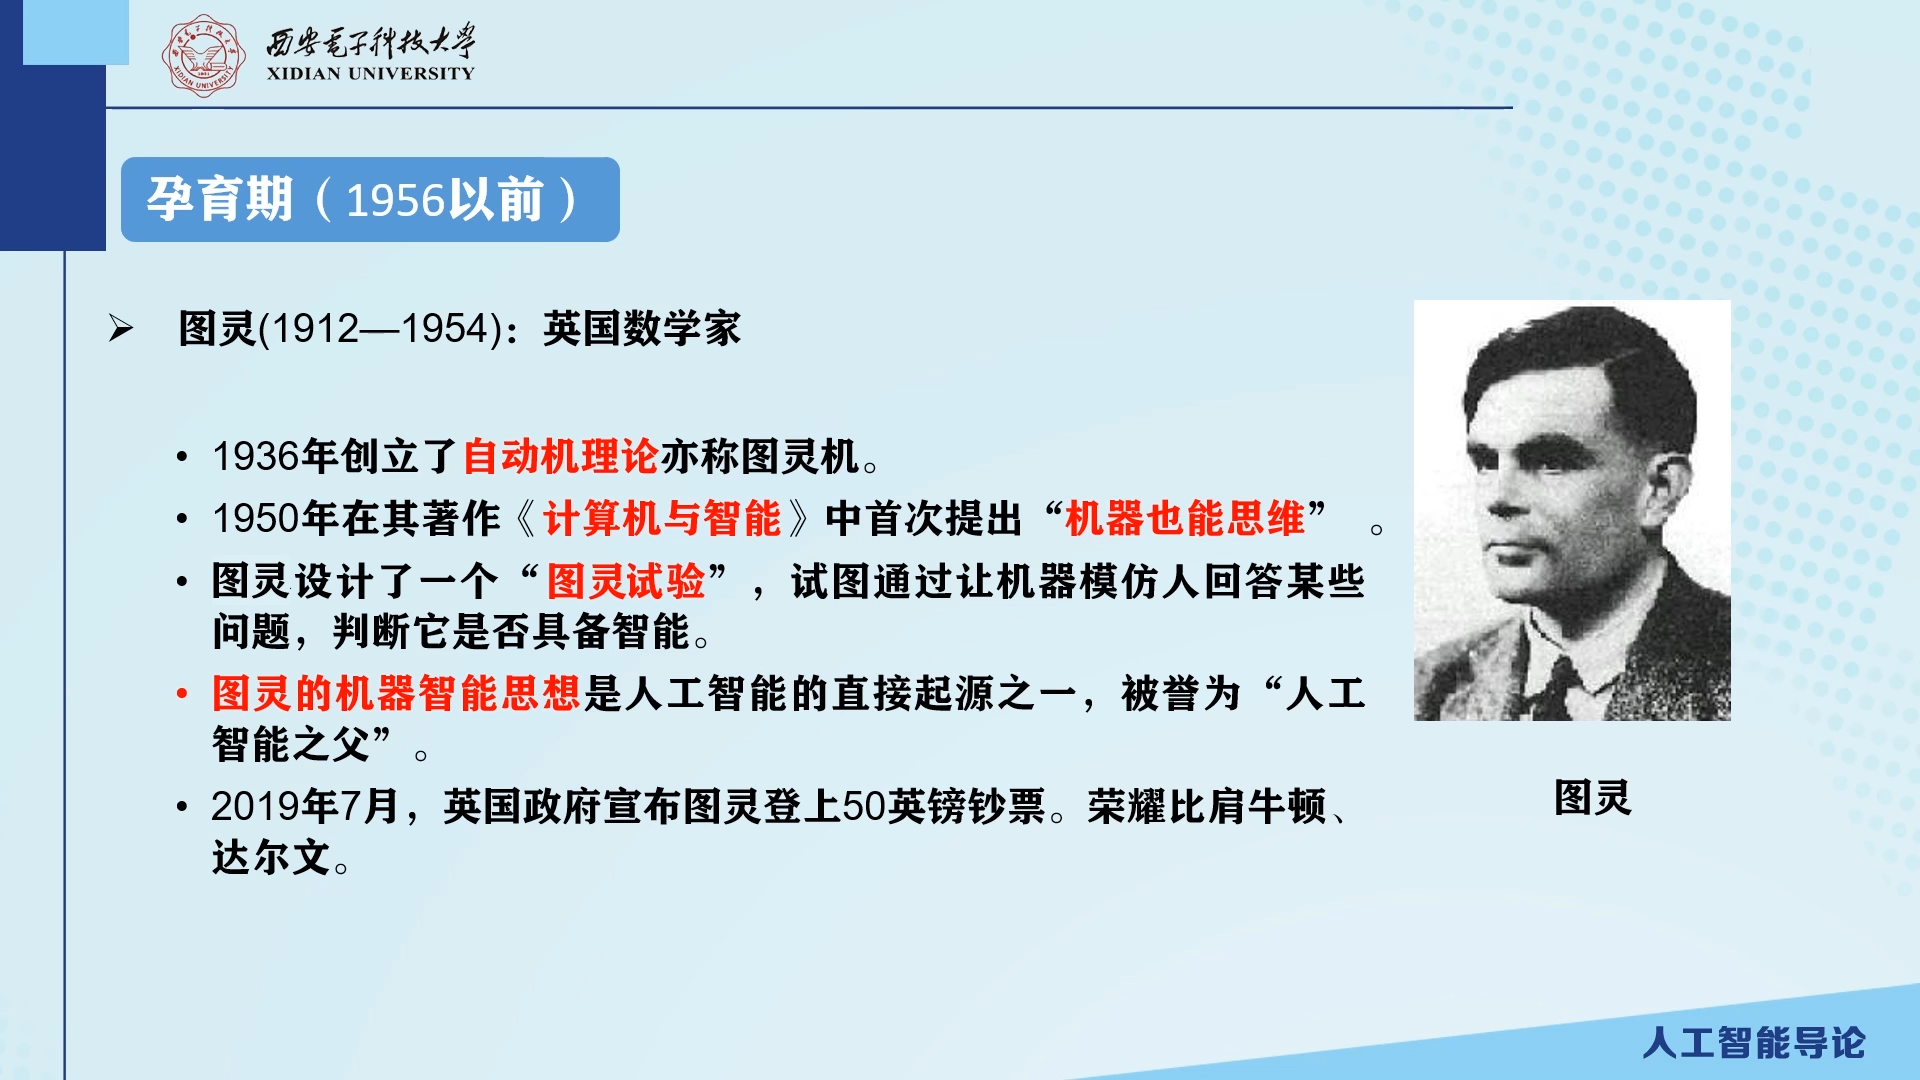 西安电子科技大学
XIDIAN UNIVERSITY
孕育期（1956以前）
图灵(1912—1954)：英国数学家
• 1936年创立了自动机理论亦称图灵机。
• 1950年在其著作《计算机与智能》中首次提出“机器也能思维” 。
• 图灵设计了一个“图灵试验”，试图通过让机器模仿人回答某些
问题，判断它是否具备智能。
• 图灵的机器智能思想是人工智能的直接起源之一，被誉为“人工
智能之父”。
• 2019年7月，英国政府宣布图灵登上50英镑钞票。荣耀比肩牛顿、
达尔文。
图灵
人工智能导论